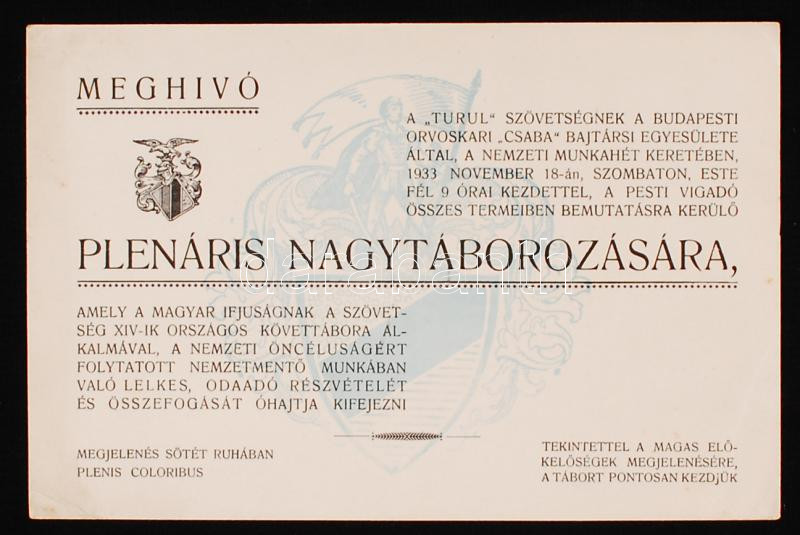 MEGHIVÓ
A „TURUL“ SZÖVETSÉGNEK A BUDAPESTI
ORVOSKARI „CSABA“ BAJTÁRSI EGYESÜLETE
ÁLTAL, A NEMZETI MUNKAHÉT KERETÉBEN,
1933 NOVEMBER 18-án, SZOMBATON, ESTE
FÉL 9 ÓRAI KEZDETTEL, A PESTI VIGADÓ
ÖSSZES TERMEIBEN BEMUTATÁSRA KERÜLŐ
PLENÁRIS NAGYTÁBOROZÁSÁRA,
darabanth
AMELY A MAGYAR IFJUSÁGNAK A SZÖVET-
SÉG XIV-IK ORSZÁGOS KÖVETTÁBORA AL-
KALMÁVAL, A NEMZETI ÖNCÉLUSÁGÉRT
FOLYTATOTT NEMZETMENTŐ MUNKÁBAN
VALÓ LELKES, ODAADÓ RÉSZVÉTELÉT
ÉS ÖSSZEFOGÁSÁT ÓHAJTJA KIFEJEZNI
MEGJELENÉS SÖTÉT RUHÁBAN
PLENIS COLORIBUS
TEKINTETTEL A MAGAS ELŐ-
KELŐSÉGEK MEGJELENÉSÉRE,
A TÁBORT PONTOSAN KEZDJÜK